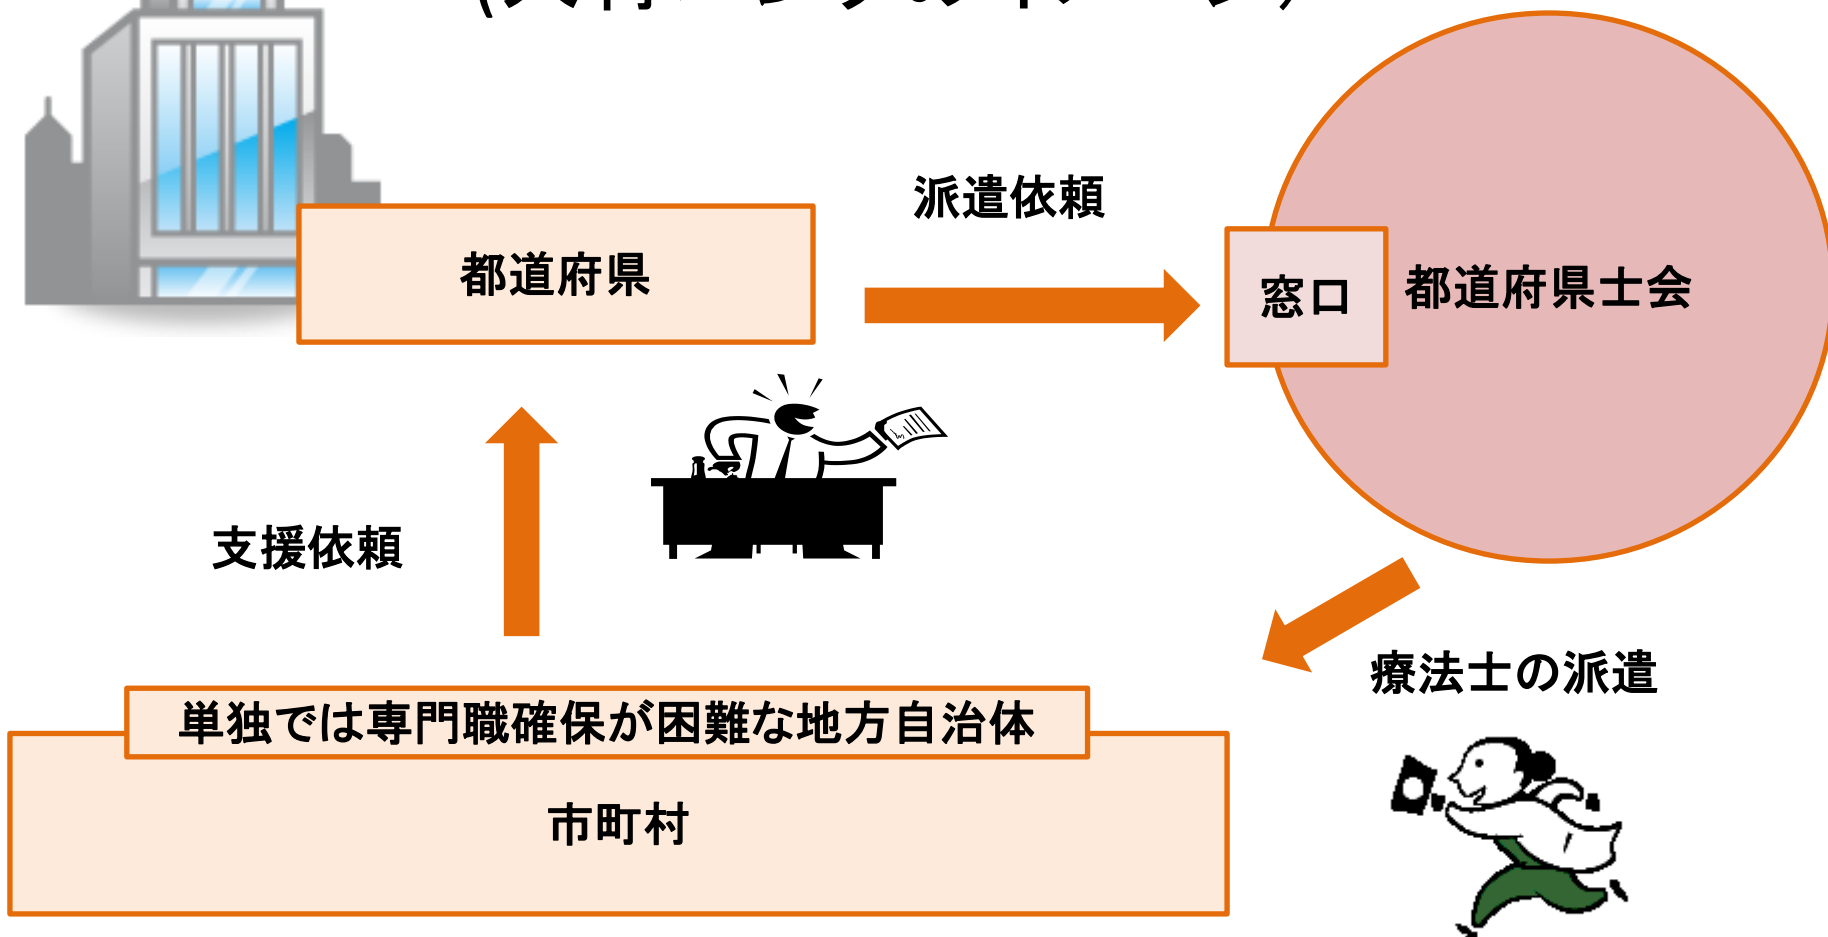 派遣依頼
都道府県
窓口
都道府県士会
支援依頼
療法士の派遣
単独では専門職確保が困難な地方自治体
市町村